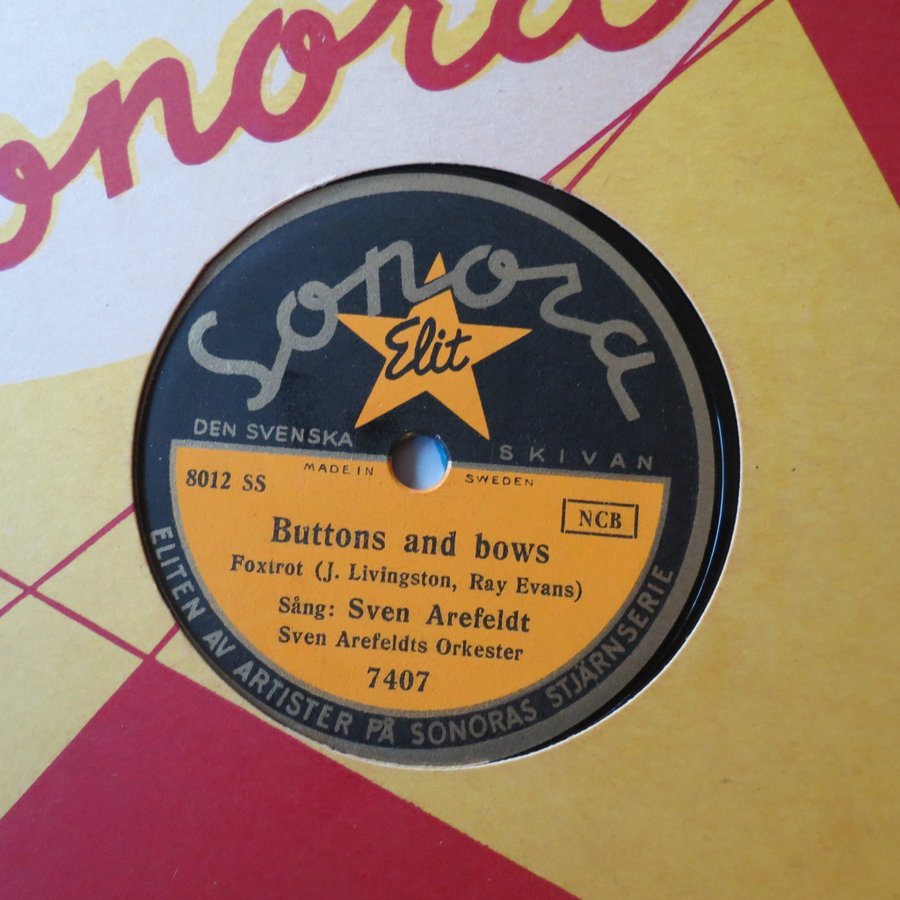 Sonora
Elit
DEN SVENSKA SKIVAN
MADE IN SWEDEN
8012 SS
NCB
Buttons and bows
Foxtrot (J. Livingston, Ray Evans)
Sång: Sven Arefeldt
Sven Arefeldts Orkester
7407
ELITEN AV ARTISTER PÅ SONORAS STJÄRNSERIE